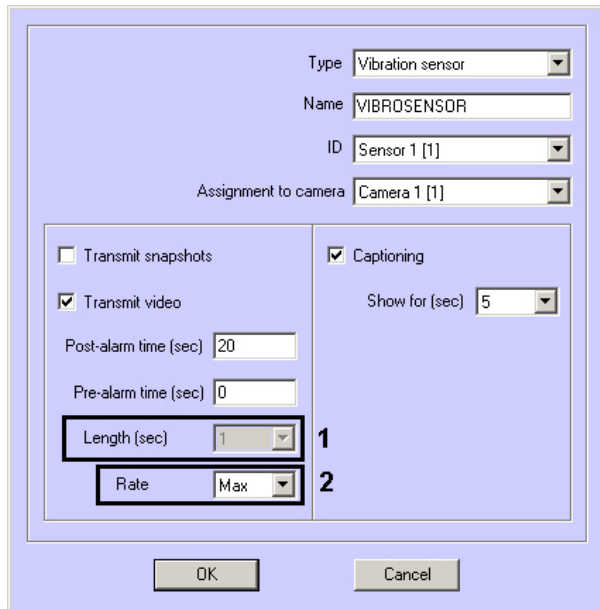 Type Vibration sensor
Name VIBROSENSOR
ID Sensor 1 [1]
Assignment to camera Camera 1 [1]
Transmit snapshots
Captioning
Transmit video
Show for (sec) 5
Post-alarm time (sec) 20
Pre-alarm time (sec) 0
Length (sec) 1 1
Rate Max 2
OK Cancel